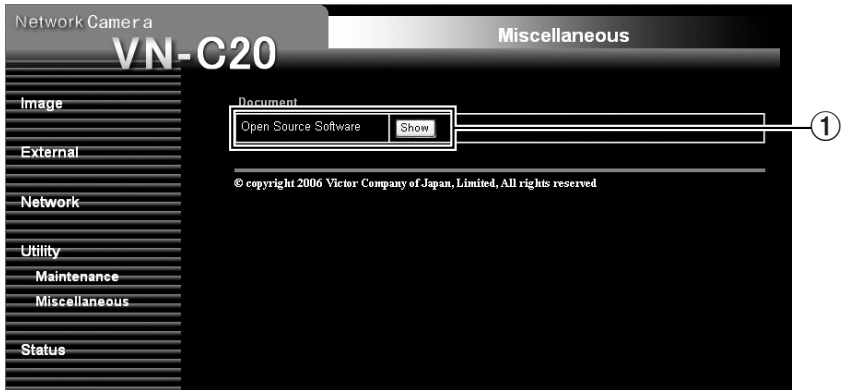 Network Camera
VN-C20
Miscellaneous
Image
External
Network
Utility
Maintenance
Miscellaneous
Status
Document
Open Source Software Show
① 
© copyright 2006 Victor Company of Japan, Limited, All rights reserved